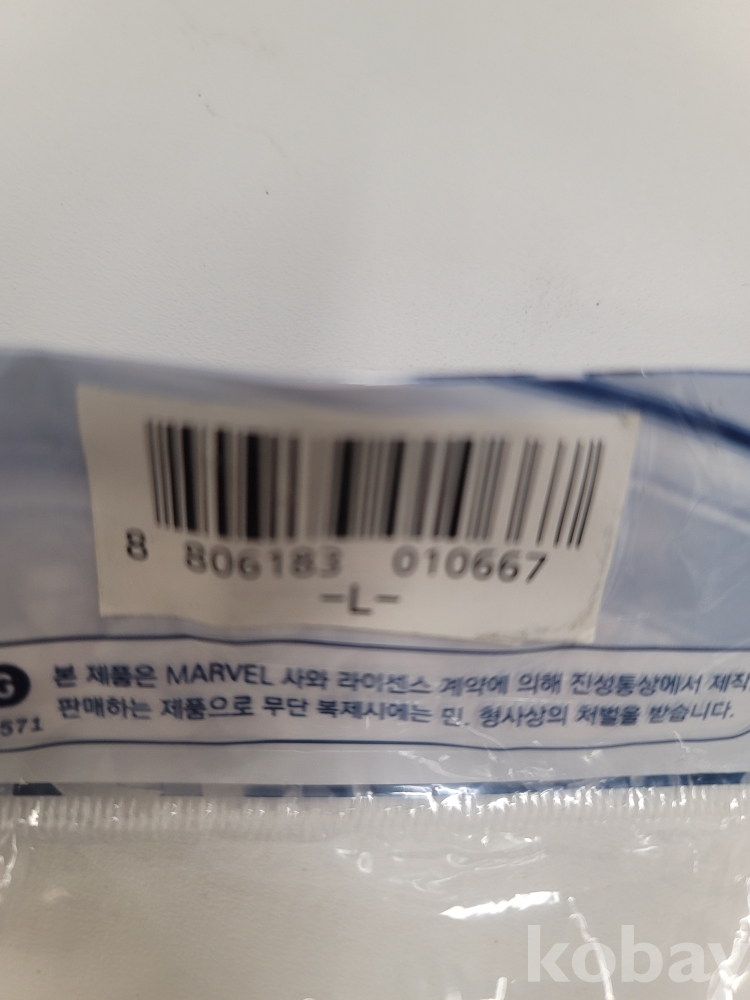 8 806183 010667
-L-
G
본 제품은 MARVEL 사와 라이센스 계약에 의해 진성통상에서 제작
571
판매하는 제품으로 무단 복제시에는 민, 형사상의 처벌을 받습니다.
kobay